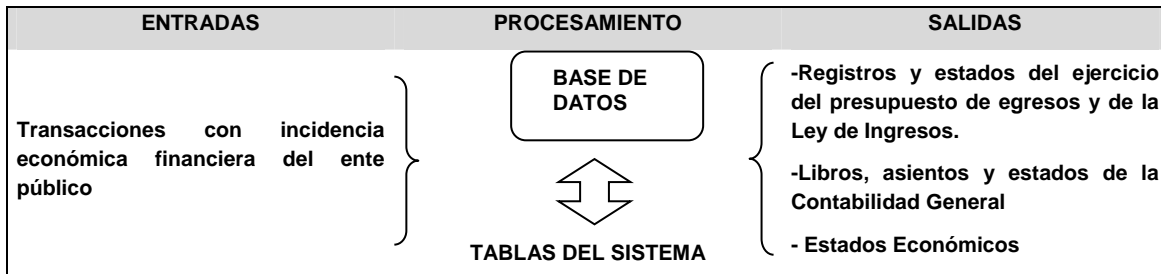 ENTRADAS
PROCESAMIENTO
SALIDAS
Transacciones con incidencia
económica financiera del ente
público
BASE DE
DATOS
TABLAS DEL SISTEMA
-Registros y estados del ejercicio
del presupuesto de egresos y de la
Ley de Ingresos.
-Libros, asientos y estados de la
Contabilidad General
- Estados Económicos